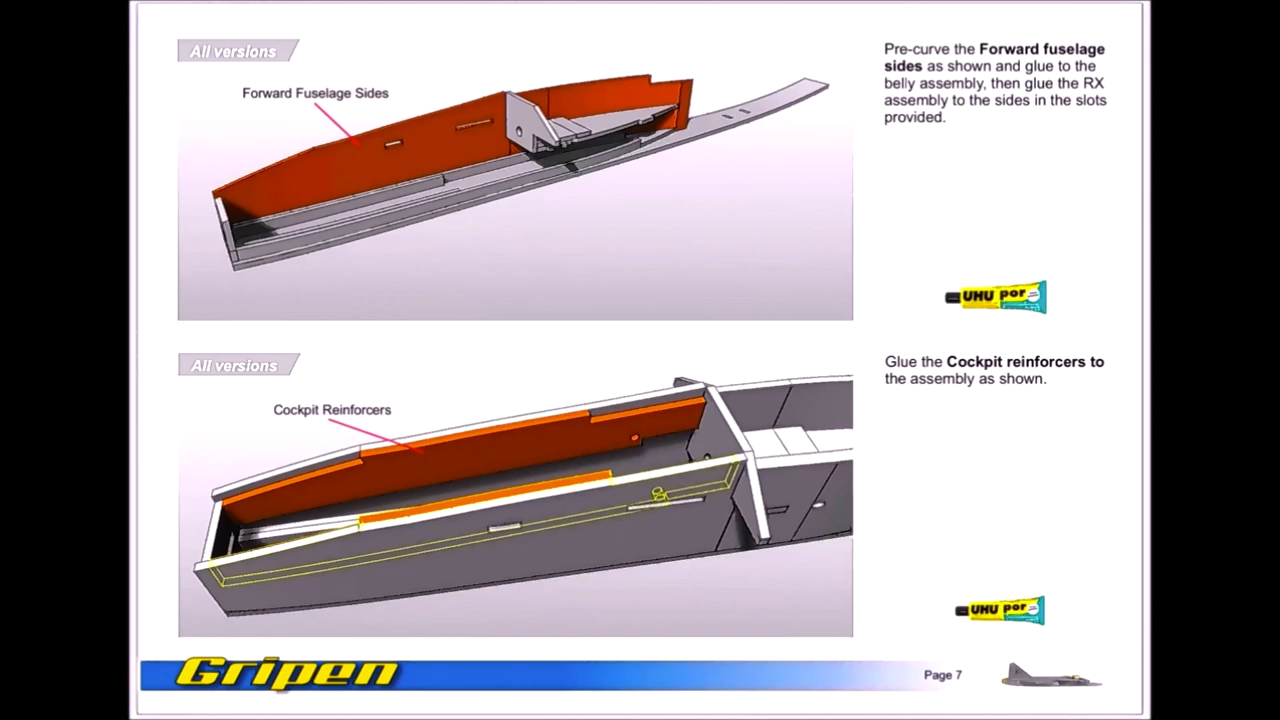 All versions
Forward Fuselage Sides
Pre-curve the Forward fuselage
sides as shown and glue to the
belly assembly, then glue the RX
assembly to the sides in the slots
provided.
UHU por
All versions
Cockpit Reinforcers
Glue the Cockpit reinforcers to
the assembly as shown.
UHU por
Gripen
Page 7